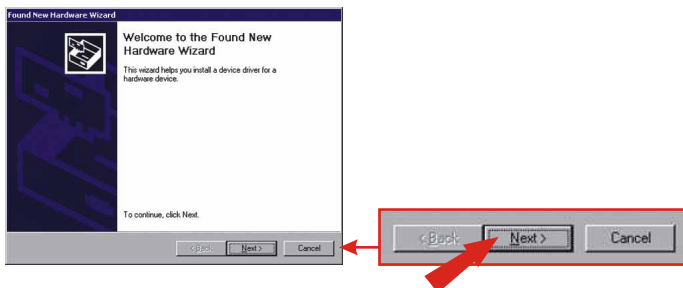 Found New Hardware Wizard
Welcome to the Found New
Hardware Wizard
This wizard helps you install a device driver for a
hardware device.
To continue, click Next.
< Back Next > Cancel
< Back Next > Cancel